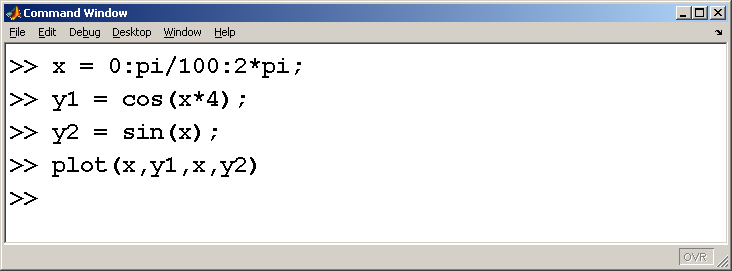 Command Window
File Edit Debug Desktop Window Help
>> x = 0:pi/100:2*pi;
>> y1 = cos(x*4);
>> y2 = sin(x);
>> plot(x,y1,x,y2)
>>
OVR